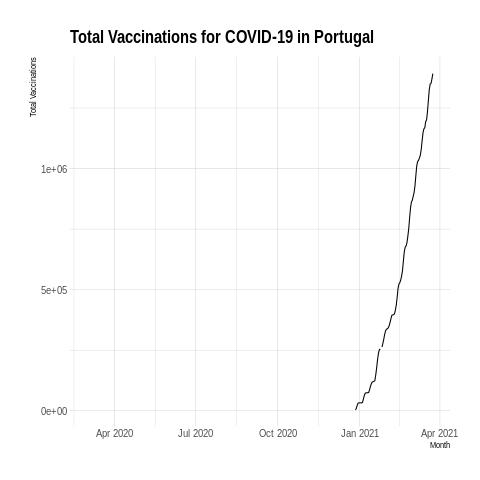 Total Vaccinations for COVID-19 in Portugal
Total Vaccinations
1e+06
5e+05
0e+00
Apr 2020 Jul 2020 Oct 2020 Jan 2021 Apr 2021
Month